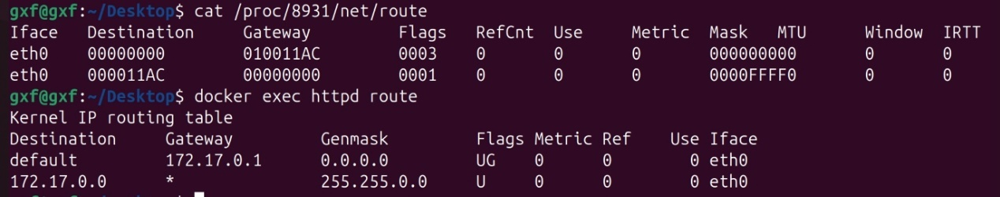 gxf@gxf:~/Desktop$ cat /proc/8931/net/route
Iface Destination Gateway Flags RefCnt Use Metric Mask MTU Window IRTT
eth0 00000000 010011AC 0003 0 0 0 000000000 0 0
eth0 000011AC 00000000 0001 0 0 0 0000FFFF0 0 0
gxf@gxf:~/Desktop$ docker exec httpd route
Kernel IP routing table
Destination Gateway Genmask Flags Metric Ref Use Iface
default 172.17.0.1 0.0.0.0 UG 0 0 0 eth0
172.17.0.0 * 255.255.0.0 U 0 0 0 eth0